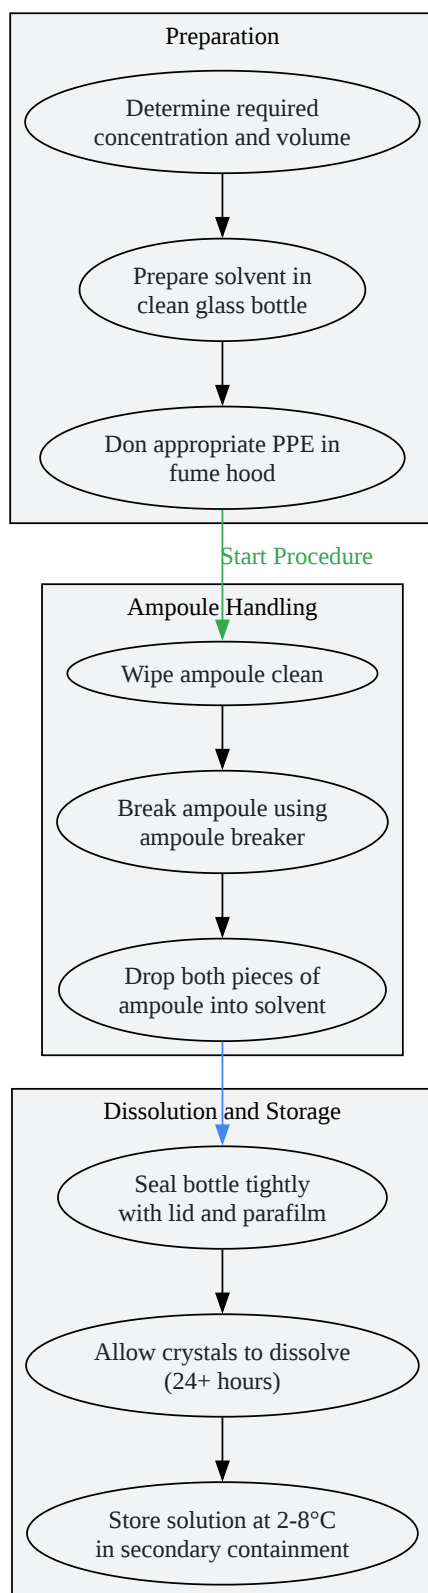 Preparation
Determine required
concentration and volume
Prepare solvent in
clean glass bottle
Don appropriate PPE in
fume hood
Start Procedure
Ampoule Handling
Wipe ampoule clean
Break ampoule using
ampoule breaker
Drop both pieces of
ampoule into solvent
Dissolution and Storage
Seal bottle tightly
with lid and parafilm
Allow crystals to dissolve
(24+ hours)
Store solution at 2-8°C
in secondary containment